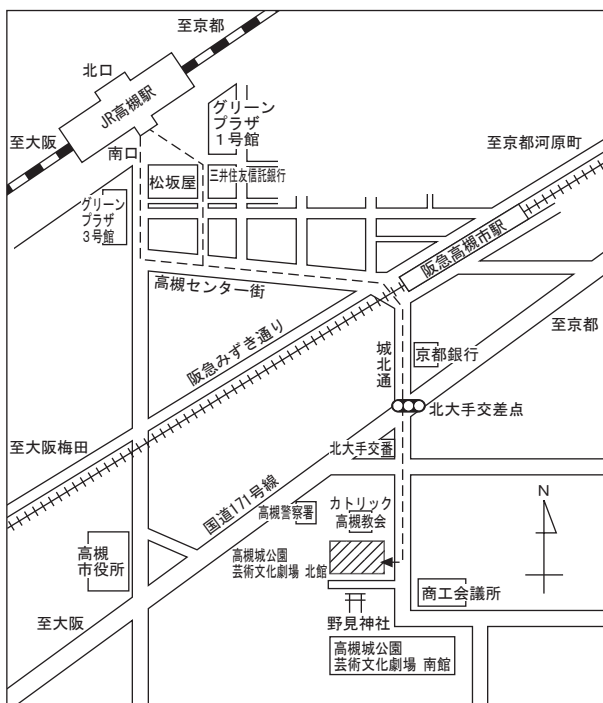 至京都
北口
JR高槻駅
グリーン
プラザ
1号館
至大阪
南口
至京都河原町
松坂屋
三井住友信託銀行
グリーン
プラザ
3号館
阪急高槻市駅
高槻センター街
至京都
阪急みずき通り
城北通
京都銀行
北大手交差点
至大阪梅田
北大手交番
国道171号線
カトリック
高槻教会
高槻警察署
N
高槻
市役所
高槻城公園
芸術文化劇場 北館
商工会議所
至大阪
野見神社
高槻城公園
芸術文化劇場 南館